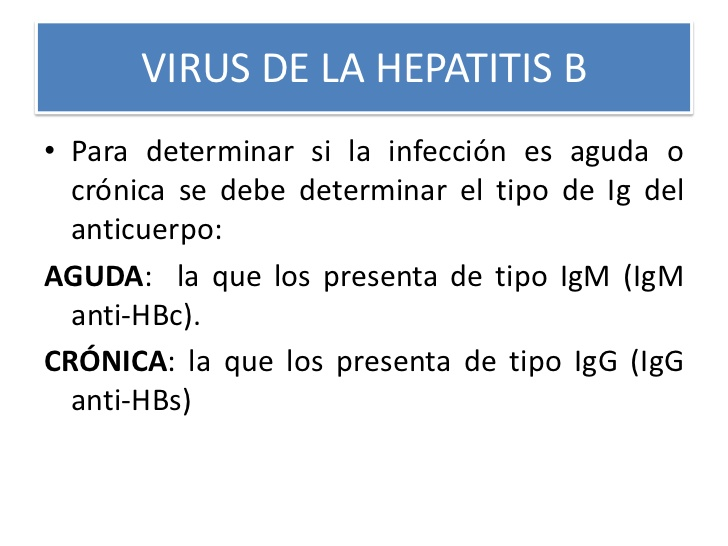 VIRUS DE LA HEPATITIS B
• Para determinar si la infección es aguda o
crónica se debe determinar el tipo de Ig del
anticuerpo:
AGUDA: la que los presenta de tipo IgM (IgM
anti-HBc).
CRÓNICA: la que los presenta de tipo IgG (IgG
anti-HBs)